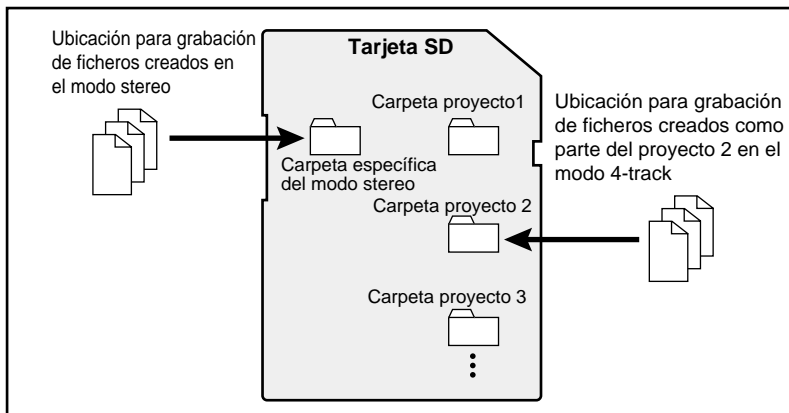 Ubicación para grabación
de ficheros creados en
el modo stereo
Tarjeta SD
Carpeta proyecto1
Carpeta específica
del modo stereo
Carpeta proyecto 2
Carpeta proyecto 3
Ubicación para grabación
de ficheros creados como
parte del proyecto 2 en el
modo 4-track